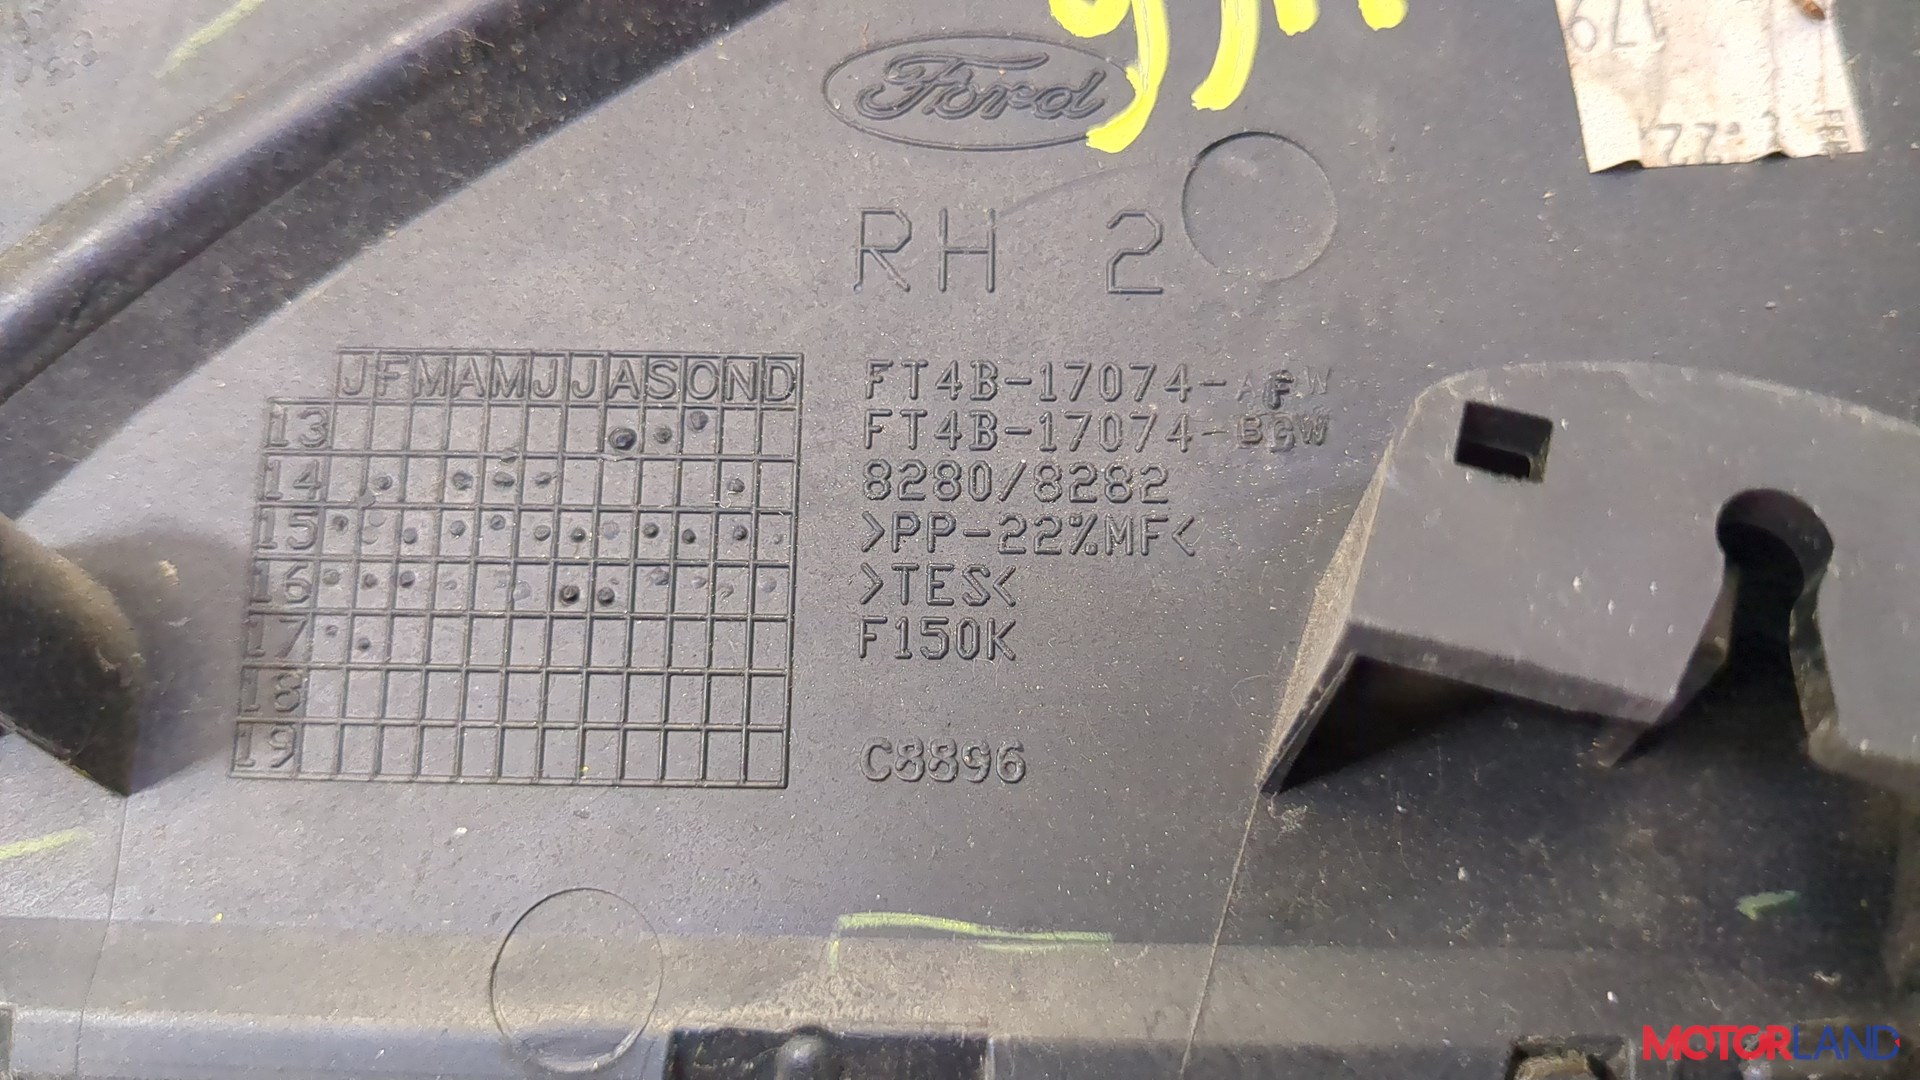 Ford
RH 2
JFMAMJJASOND
13
14
15
16
17
18
19
FT4B-17074-
FT4B-17074-
8280/8282
>PP-22%MF<
>TES<
F150K
C8896
MOTORLAND